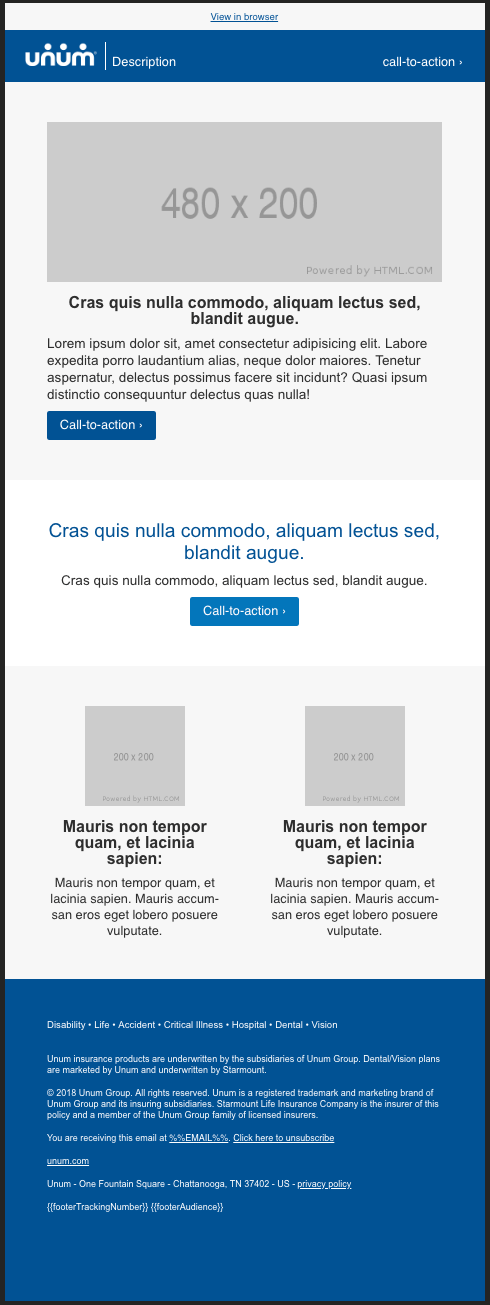 View in browser
unum
Description
call-to-action ›
480 x 200
Powered by HTML.COM
Cras quis nulla commodo, aliquam lectus sed,
blandit augue.
Lorem ipsum dolor sit, amet consectetur adipisicing elit. Labore
expedita porro laudantium alias, neque dolor maiores. Tenetur
aspernatur, delectus possimus facere sit incidunt? Quasi ipsum
distinctio consequuntur delectus quas nulla!
Call-to-action ›
Cras quis nulla commodo, aliquam lectus sed,
blandit augue.
Cras quis nulla commodo, aliquam lectus sed, blandit augue.
Call-to-action ›
200 x 200
Powered by HTML.COM
Mauris non tempor
quam, et lacinia
sapien:
Mauris non tempor quam, et
lacinia sapien. Mauris accum-
san eros eget lobero posuere
vulputate.
200 x 200
Powered by HTML.COM
Mauris non tempor
quam, et lacinia
sapien:
Mauris non tempor quam, et
lacinia sapien. Mauris accum-
san eros eget lobero posuere
vulputate.
Disability • Life • Accident • Critical Illness • Hospital • Dental • Vision
Unum insurance products are underwritten by the subsidiaries of Unum Group. Dental/Vision plans
are marketed by Unum and underwritten by Starmount.
© 2018 Unum Group. All rights reserved. Unum is a registered trademark and marketing brand of
Unum Group and its insuring subsidiaries. Starmount Life Insurance Company is the insurer of this
policy and a member of the Unum Group family of licensed insurers.
You are receiving this email at %%EMAIL%%. Click here to unsubscribe
unum.com
Unum - One Fountain Square - Chattanooga, TN 37402 - US - privacy policy
{{footerTrackingNumber}} {{footerAudience}}